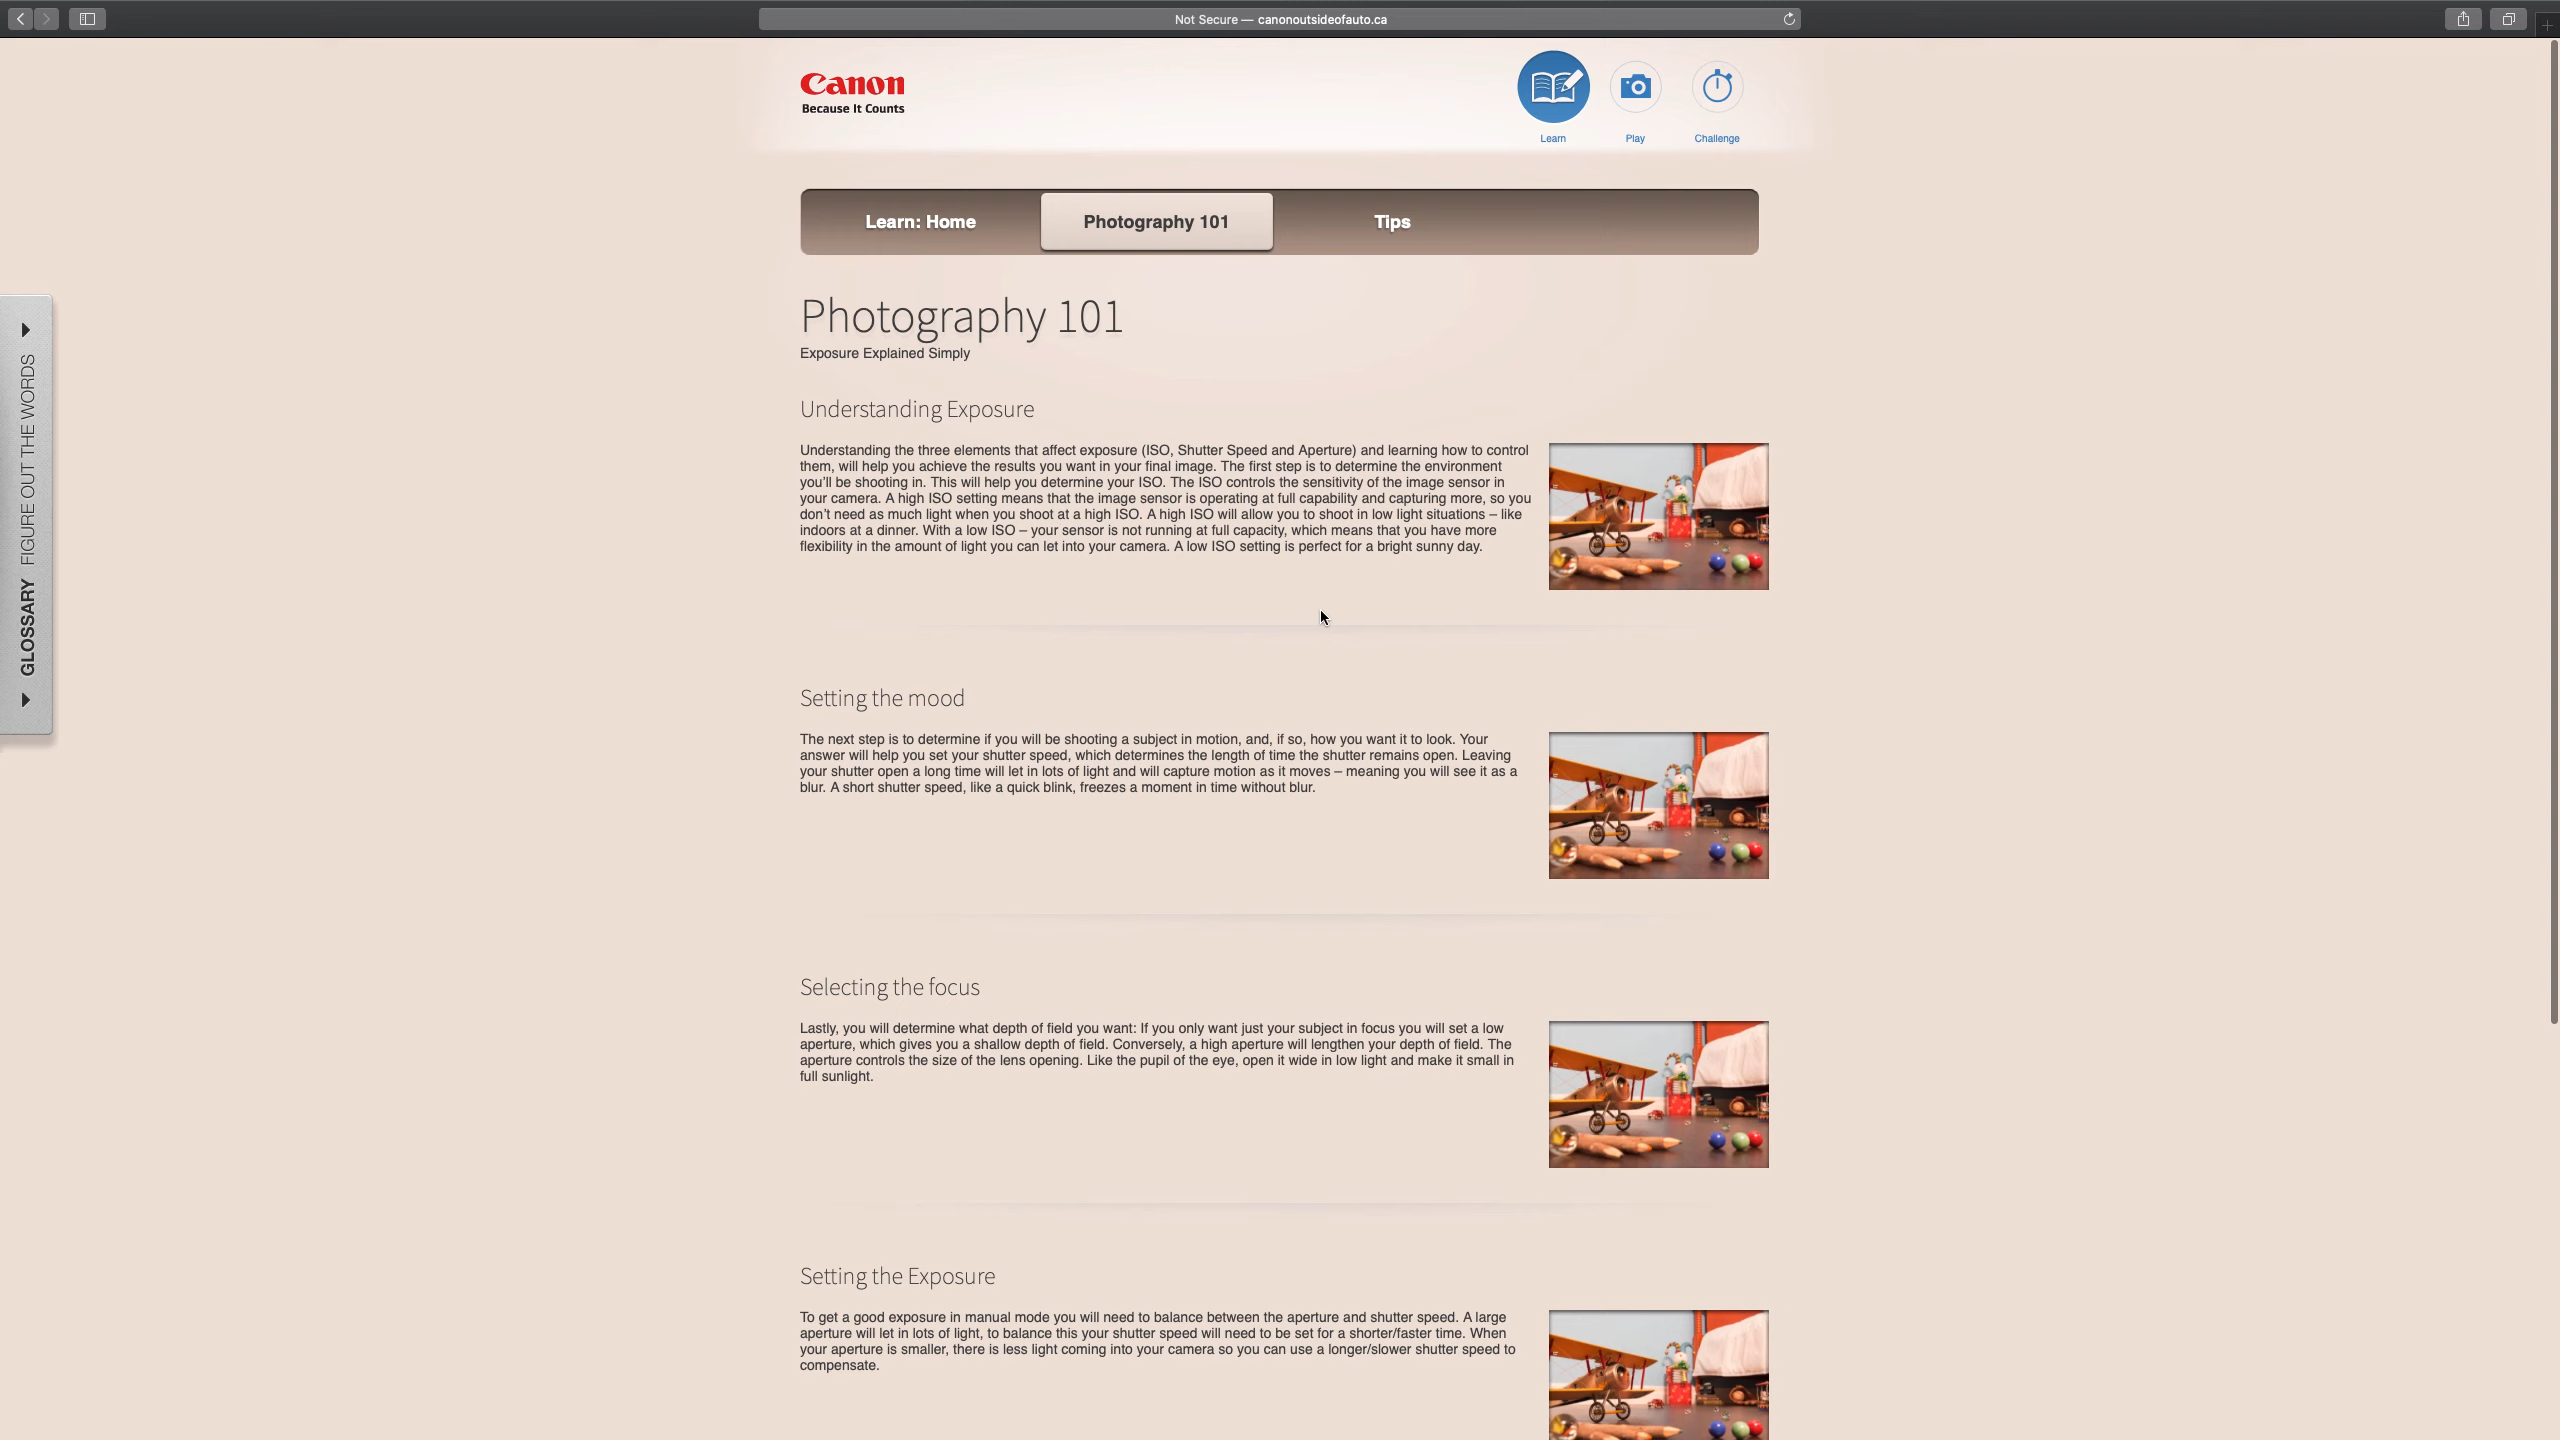 Not Secure — canonoutsideofauto.ca
Canon
Because It Counts
Learn
Play
Challenge
Learn: Home
Photography 101
Tips
GLOSSARY FIGURE OUT THE WORDS
Photography 101
Exposure Explained Simply
Understanding Exposure
Understanding the three elements that affect exposure (ISO, Shutter Speed and Aperture) and learning how to control
them, will help you achieve the results you want in your final image. The first step is to determine the environment
you’ll be shooting in. This will help you determine your ISO. The ISO controls the sensitivity of the image sensor in
your camera. A high ISO setting means that the image sensor is operating at full capability and capturing more, so you
don’t need as much light when you shoot at a high ISO. A high ISO will allow you to shoot in low light situations – like
indoors at a dinner. With a low ISO – your sensor is not running at full capacity, which means that you have more
flexibility in the amount of light you can let into your camera. A low ISO setting is perfect for a bright sunny day.
Setting the mood
The next step is to determine if you will be shooting a subject in motion, and, if so, how you want it to look. Your
answer will help you set your shutter speed, which determines the length of time the shutter remains open. Leaving
your shutter open a long time will let in lots of light and will capture motion as it moves – meaning you will see it as a
blur. A short shutter speed, like a quick blink, freezes a moment in time without blur.
Selecting the focus
Lastly, you will determine what depth of field you want: If you only want just your subject in focus you will set a low
aperture, which gives you a shallow depth of field. Conversely, a high aperture will lengthen your depth of field. The
aperture controls the size of the lens opening. Like the pupil of the eye, open it wide in low light and make it small in
full sunlight.
Setting the Exposure
To get a good exposure in manual mode you will need to balance between the aperture and shutter speed. A large
aperture will let in lots of light, to balance this your shutter speed will need to be set for a shorter/faster time. When
your aperture is smaller, there is less light coming into your camera so you can use a longer/slower shutter speed to
compensate.